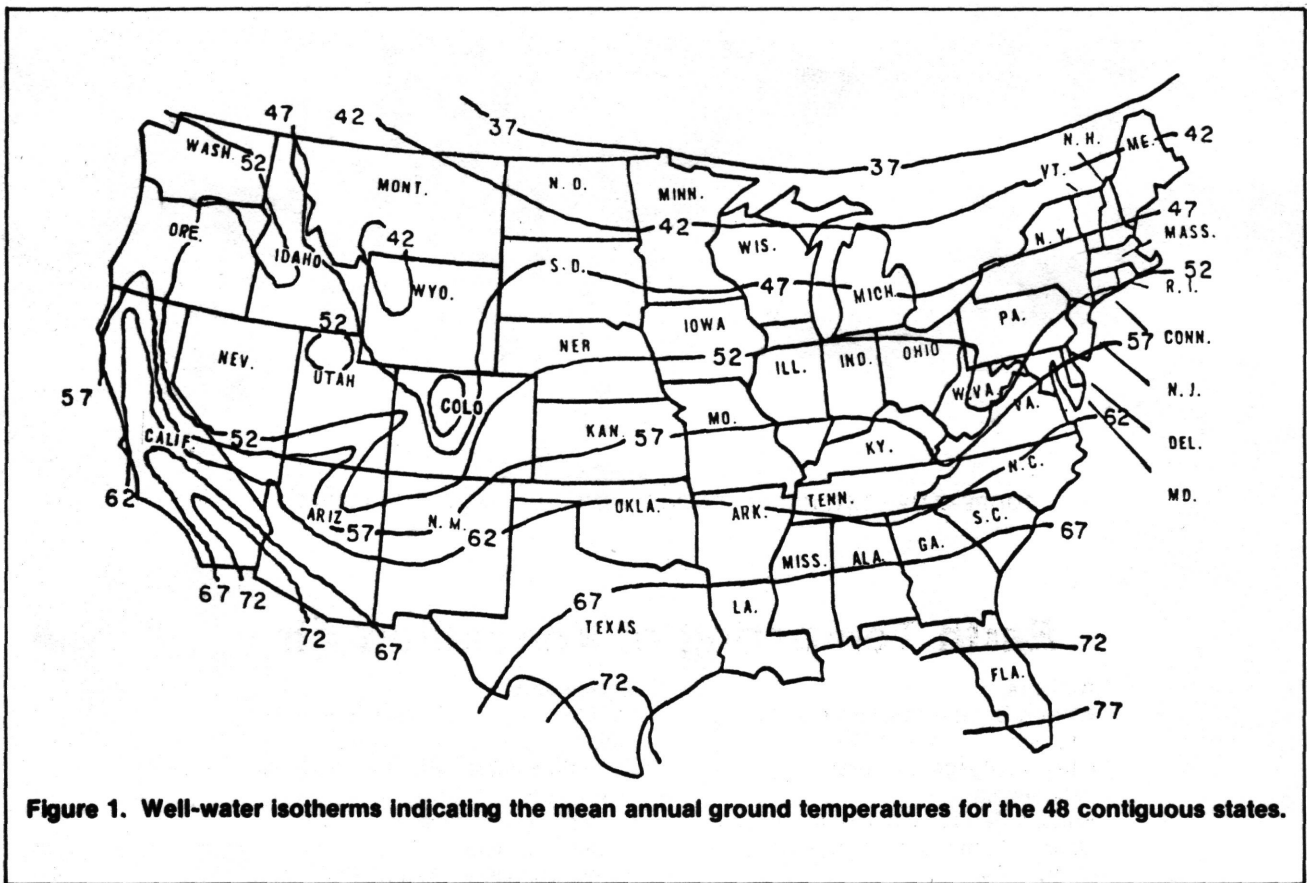 47
42
37
N. H.
ME.
42
WASH.
52
37
VT.
MONT.
N. D.
MINN.
47
ORE.
42
42
N. Y
MASS.
IDAHO
WIS.
52
S. D.
R. I.
WYO.
47
MICH.
52
IOWA
PA.
NEV.
NER
52
OHIO
57
CONN.
UTAH
ILL.
IND.
57
COLO
W.VA.
VA.
N. J.
MO.
62
CALIF.
52
KAN.
57
KY.
DEL.
N.C.
62
TENN.
MD.
ARIZ
57
N. M.
62
OKLA.
ARK.
S.C.
67
GA.
MISS.
ALA.
67
72
67
LA.
72
67
TEXAS
72
FLA.
72
77
Figure 1. Well-water isotherms indicating the mean annual ground temperatures for the 48 contiguous states.